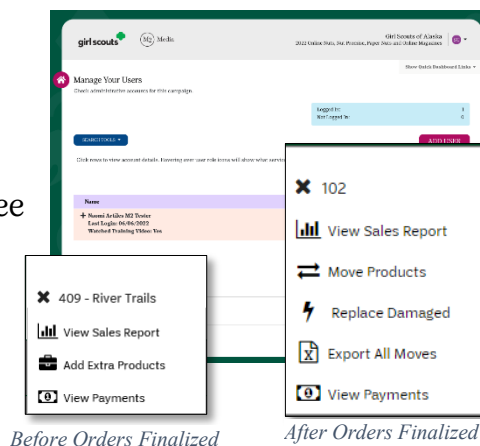 girl scouts
M2 Media
Girl Scouts of Alaska
2022 Online Nuts, Nut Promise, Paper Nuts and Online Magazines
Show Quick Dashboard Links
Manage Your Users
Check administrative accounts for this campaign.
Logged In: 1
Not Logged In: 0
SEARCH TOOLS
ADD USER
Click rows to view account details. Hovering over user role icons will show what servic
Name
+ Naomi Artiles M2 Tester
Last Login: 06/06/2022
Watched Training Video: Yes
ee
409 - River Trails
View Sales Report
Add Extra Products
View Payments
Before Orders Finalized
102
View Sales Report
Move Products
Replace Damaged
Export All Moves
View Payments
After Orders Finalized